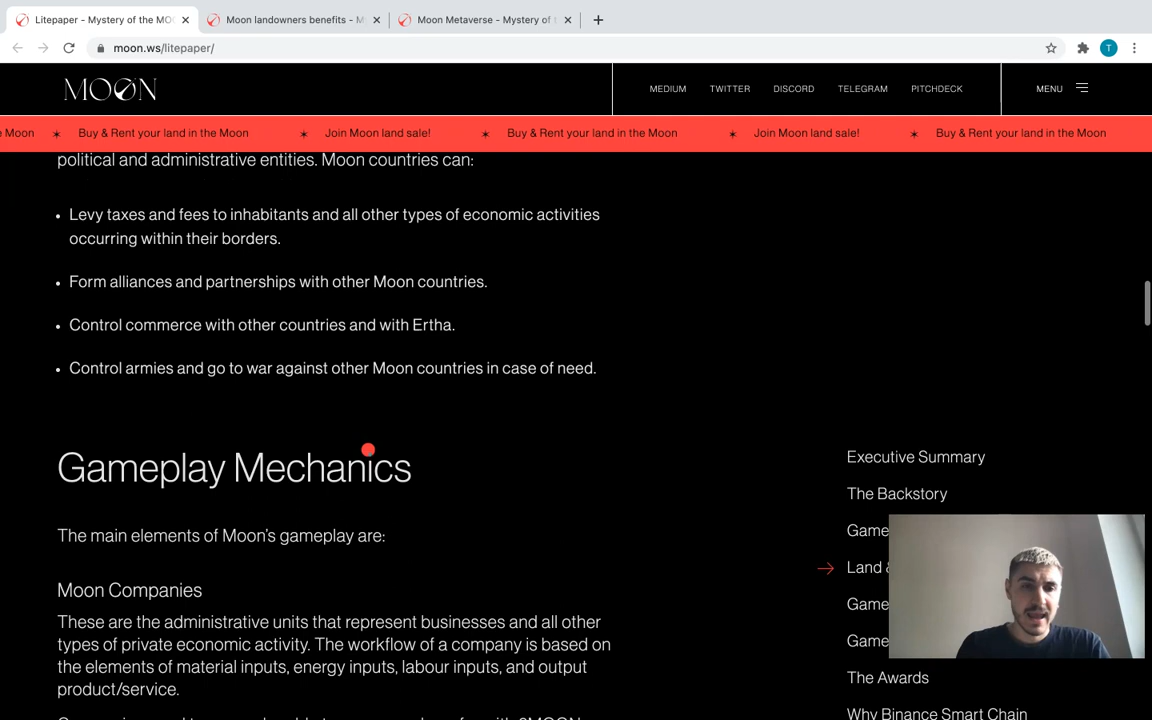 Litepaper - Mystery of the MO
Moon landowners benefits - M
Moon Metaverse - Mystery of t
moon.ws/litepaper/
T
MOON
MEDIUM
TWITTER
DISCORD
TELEGRAM
PITCHDECK
MENU
e Moon ✶ Buy & Rent your land in the Moon ✶ Join Moon land sale! ✶ Buy & Rent your land in the Moon ✶ Join Moon land sale! ✶ Buy & Rent your land in the Moon
political and administrative entities. Moon countries can:
• Levy taxes and fees to inhabitants and all other types of economic activities
occurring within their borders.
• Form alliances and partnerships with other Moon countries.
• Control commerce with other countries and with Ertha.
• Control armies and go to war against other Moon countries in case of need.
Gameplay Mechanics
The main elements of Moon's gameplay are:
Moon Companies
These are the administrative units that represent businesses and all other
types of private economic activity. The workflow of a company is based on
the elements of material inputs, energy inputs, labour inputs, and output
product/service.
Executive Summary
The Backstory
Game
→ Land &
Game
Game
The Awards
Why Binance Smart Chain